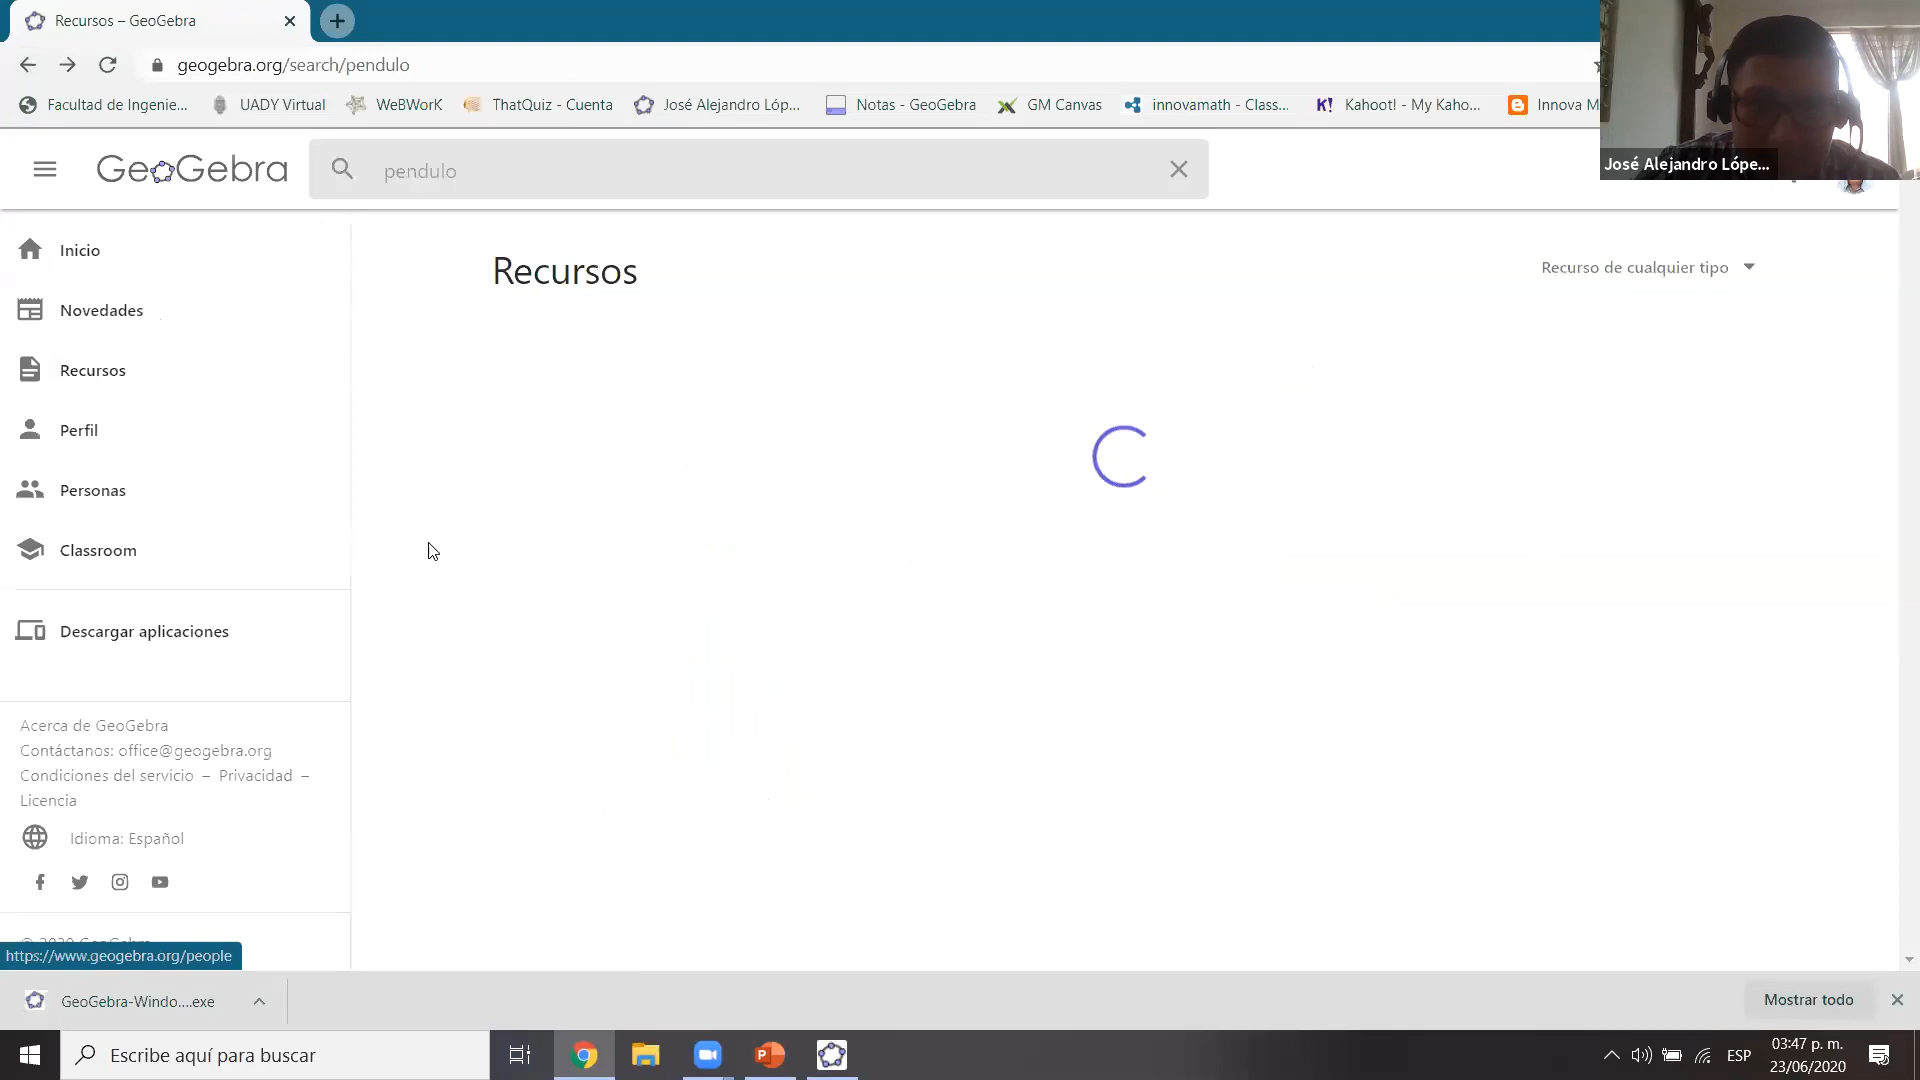 Recursos – GeoGebra
geogebra.org/search/pendulo
Facultad de Ingenie...
UADY Virtual
WeBWorK
ThatQuiz - Cuenta
José Alejandro Lóp...
Notas - GeoGebra
GM Canvas
innovamath - Class...
K! Kahoot! - My Kaho...
Innova M
GeoGebra
pendulo
José Alejandro Lópe...
Inicio
Recursos
Recurso de cualquier tipo
Novedades
Recursos
Perfil
Personas
Classroom
Descargar aplicaciones
Acerca de GeoGebra
Contáctanos: office@geogebra.org
Condiciones del servicio – Privacidad –
Licencia
Idioma: Español
https://www.geogebra.org/people
GeoGebra-Windo....exe
Mostrar todo
Escribe aquí para buscar
ESP
03:47 p. m.
23/06/2020